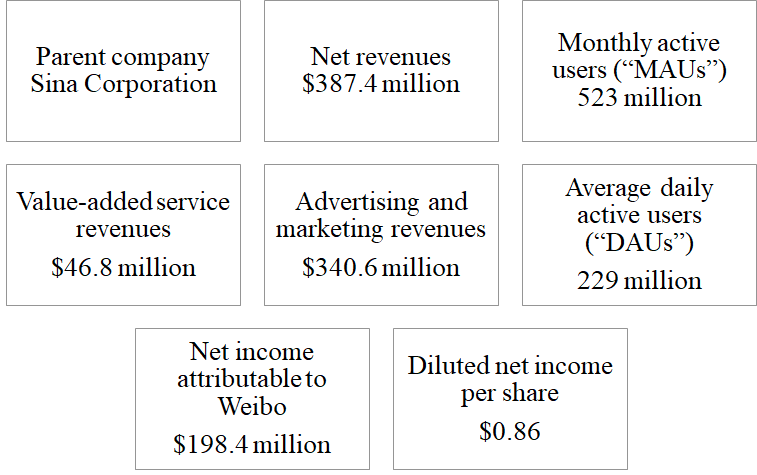 Parent company
Sina Corporation
Net revenues
$387.4 million
Monthly active
users (“MAUs”)
523 million
Value-added service
revenues
$46.8 million
Advertising and
marketing revenues
$340.6 million
Average daily
active users
(“DAUs”)
229 million
Net income
attributable to
Weibo
$198.4 million
Diluted net income
per share
$0.86